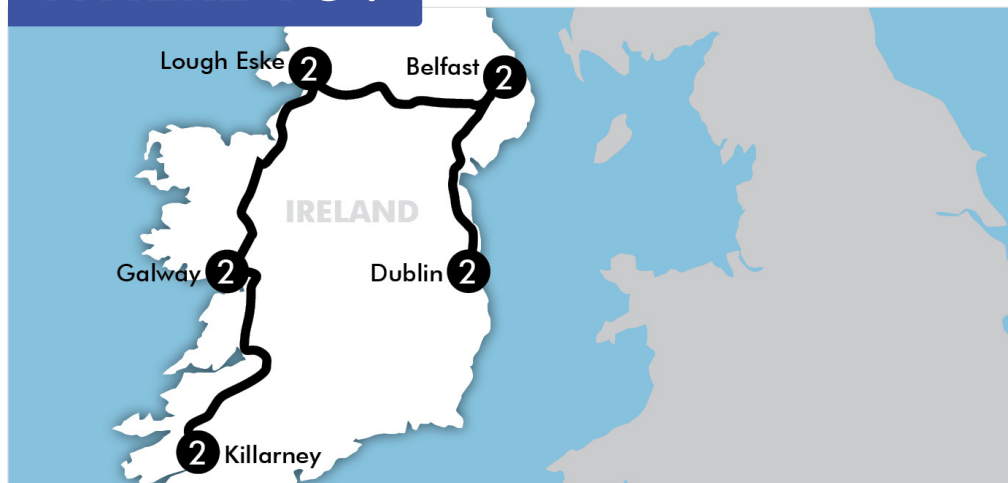 Lough Eske 2
Belfast 2
IRELAND
Galway 2
Dublin 2
2 Killarney